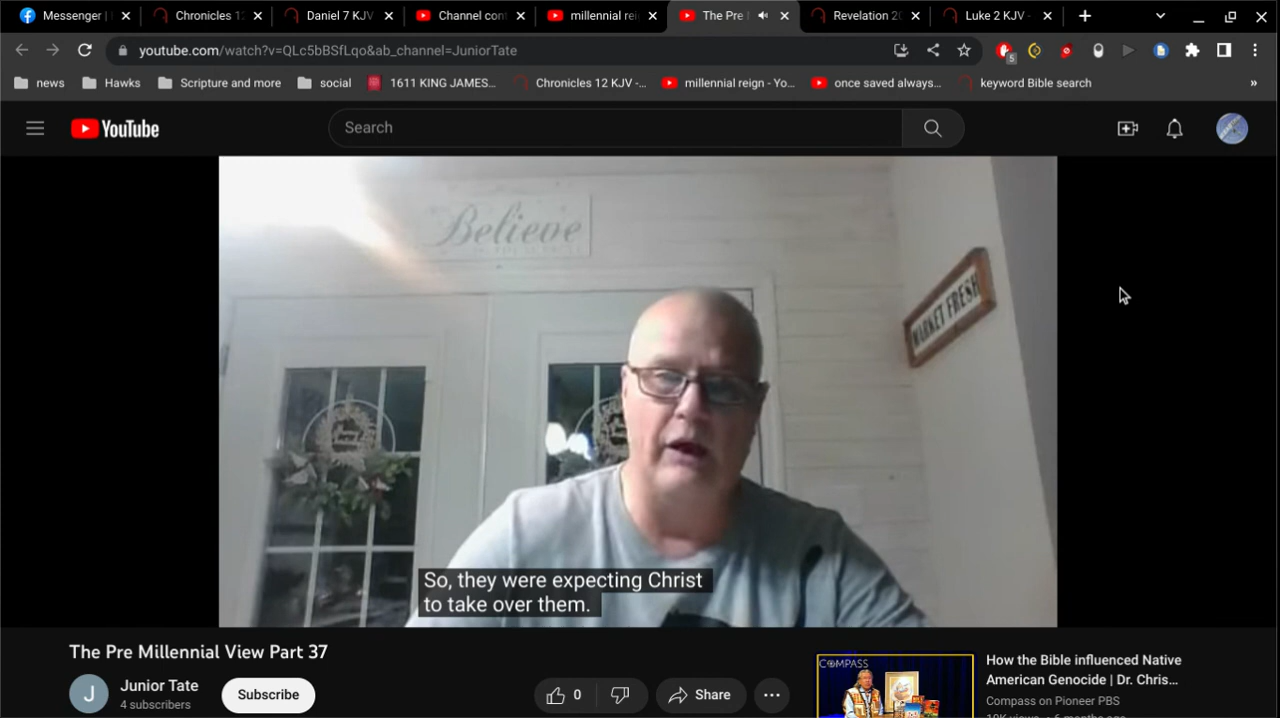 Messenger |
Chronicles 1
Daniel 7 KJV
Channel con
millennial rei
The Pre
Revelation 2
Luke 2 KJV -
youtube.com/watch?v=QLc5bBSfLqo&ab_channel=JuniorTate
5
news
Hawks
Scripture and more
social
1611 KING JAMES...
Chronicles 12 KJV -...
millennial reign - Yo...
once saved always...
keyword Bible search
»
YouTube
Search
Believe
MARKET FRESH
So, they were expecting Christ
to take over them.
The Pre Millennial View Part 37
J
Junior Tate
4 subscribers
Subscribe
0
Share
COMPASS
How the Bible influenced Native
American Genocide | Dr. Chris...
Compass on Pioneer PBS